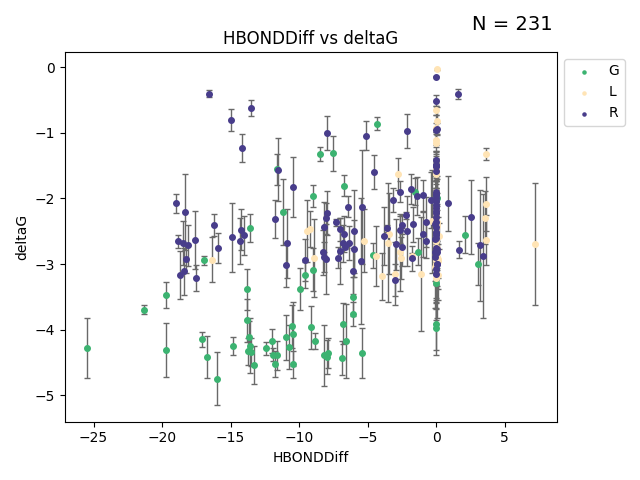 N = 231
HBONDDiff vs deltaG
G
L
R
0
−1
−2
−3
−4
−5
deltaG
−25
−20
−15
−10
−5
0
5
HBONDDiff